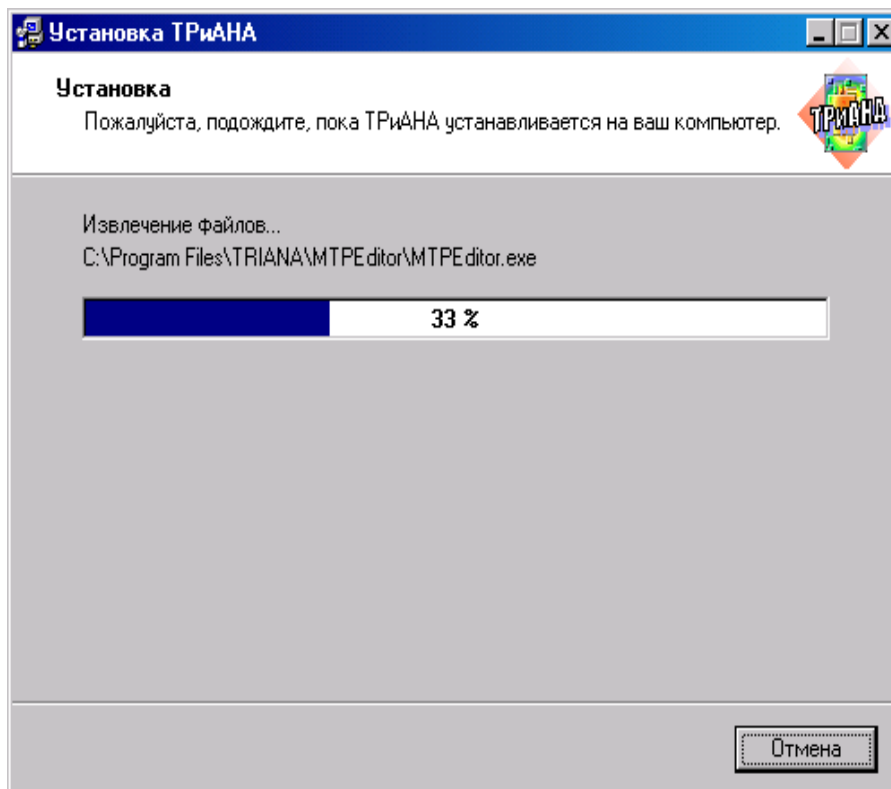 Установка ТРиАНА
Установка
Пожалуйста, подождите, пока ТРиАНА устанавливается на ваш компьютер.
ТРиАНА
Извлечение файлов...
C:\Program Files\TRIANA\MTPEditor\MTPEditor.exe
33 %
Отмена